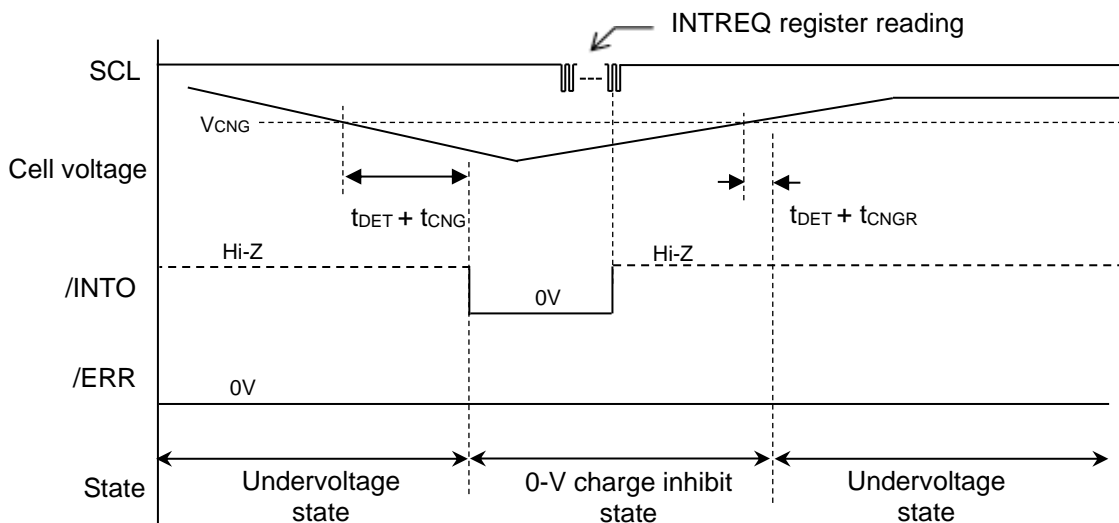 INTREQ register reading
SCL
VCNG
Cell voltage
tDET + tCNG
tDET + tCNGR
Hi-Z
Hi-Z
/INTO
0V
/ERR
0V
State
Undervoltage
state
0-V charge inhibit
state
Undervoltage
state